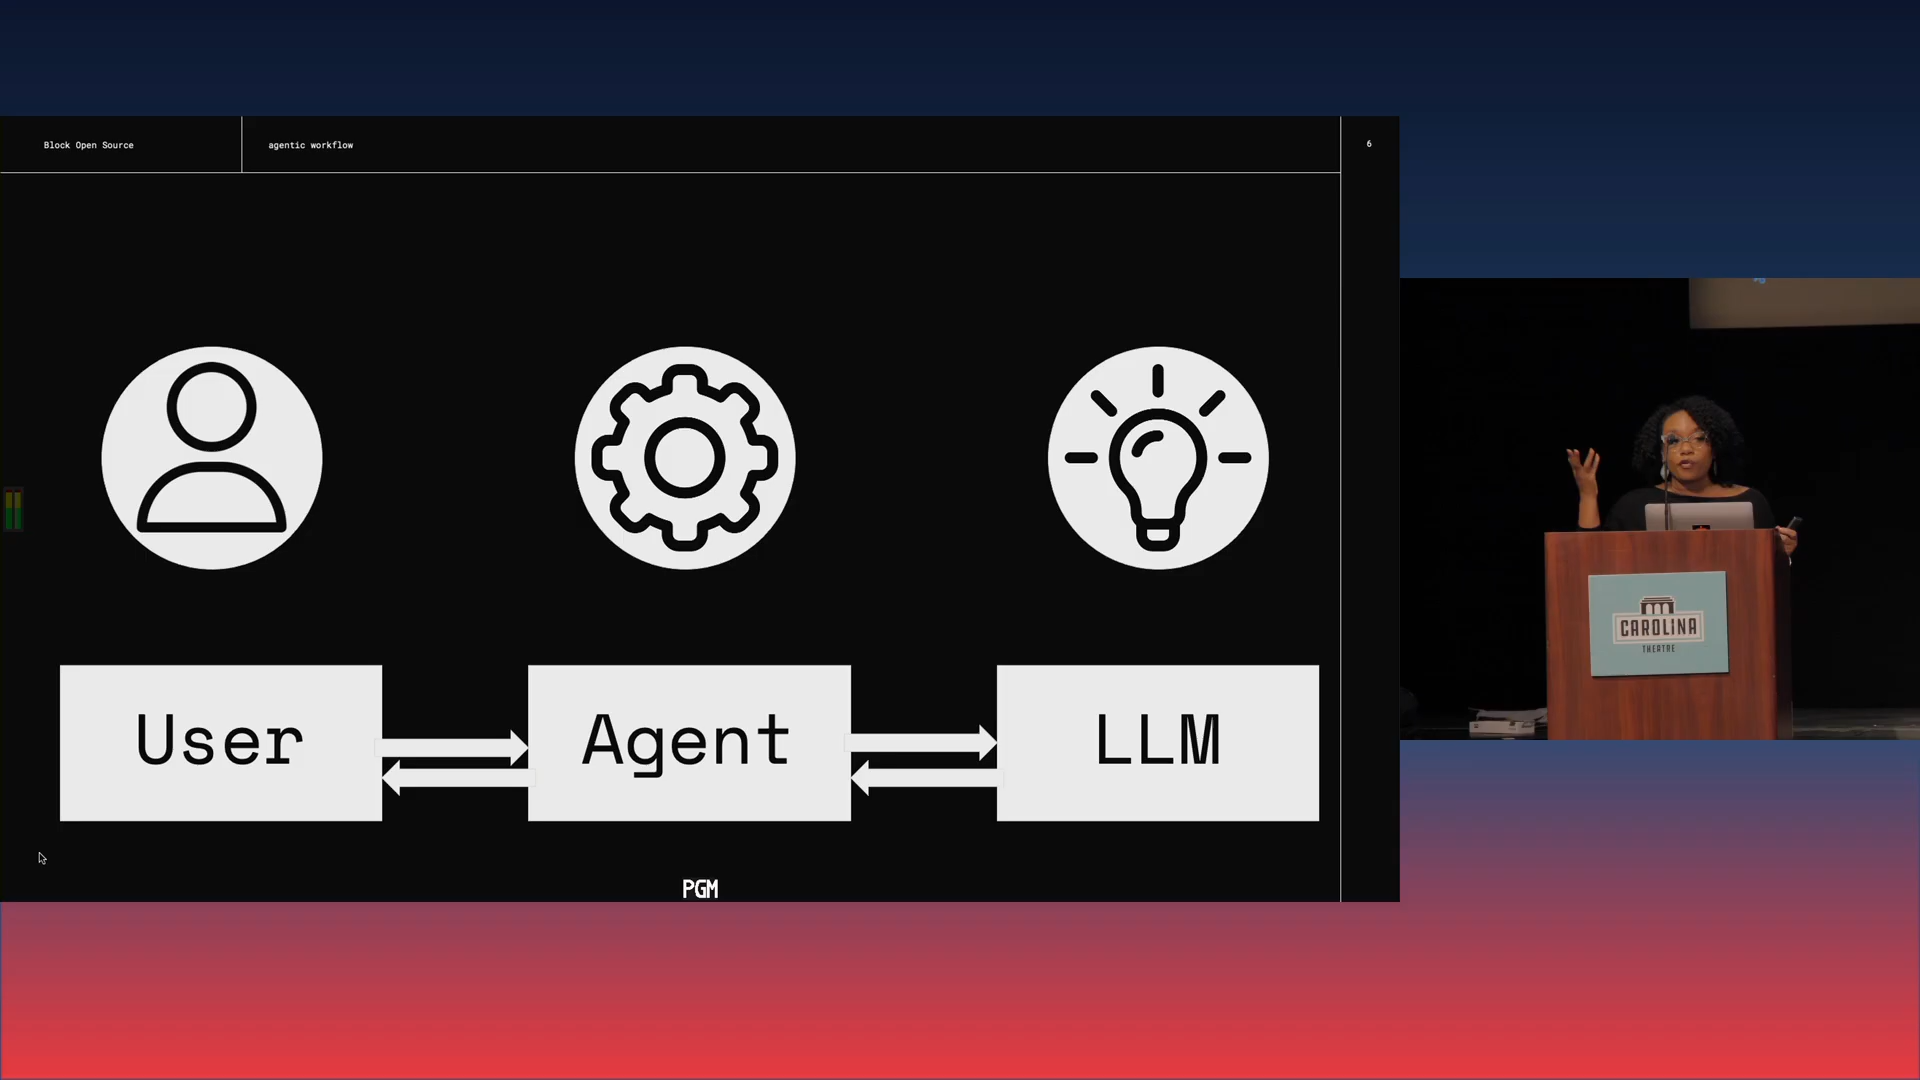 Block Open Source
agentic workflow
6
User
Agent
LLM
PGM
CAROLINA
THEATRE